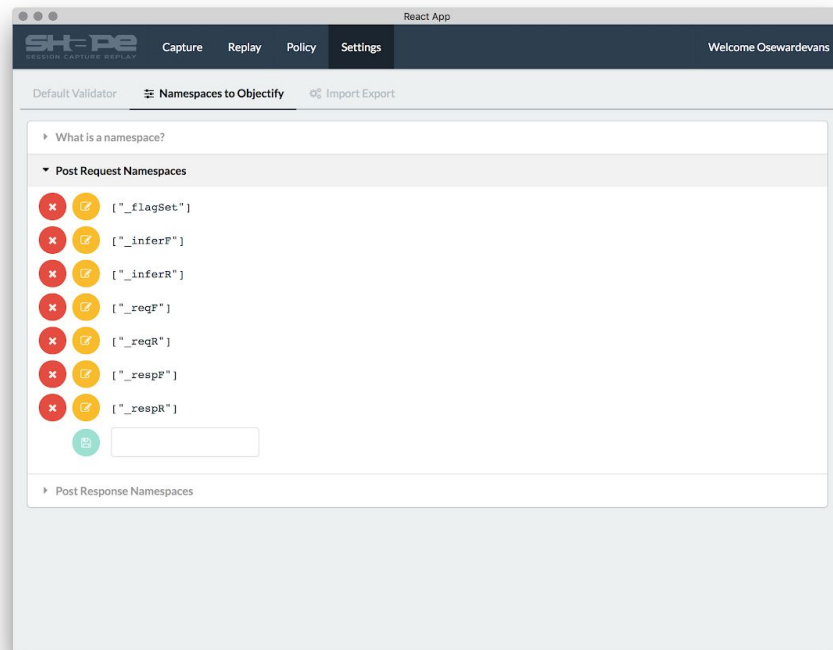 React App
SHAPE
SESSION CAPTURE REPLAY
Capture Replay Policy Settings Welcome Osewardevans
Default Validator Namespaces to Objectify Import Export
What is a namespace?
Post Request Namespaces
["_flagSet"]
["_inferF"]
["_inferR"]
["_reqF"]
["_reqR"]
["_respF"]
["_respR"]
Post Response Namespaces